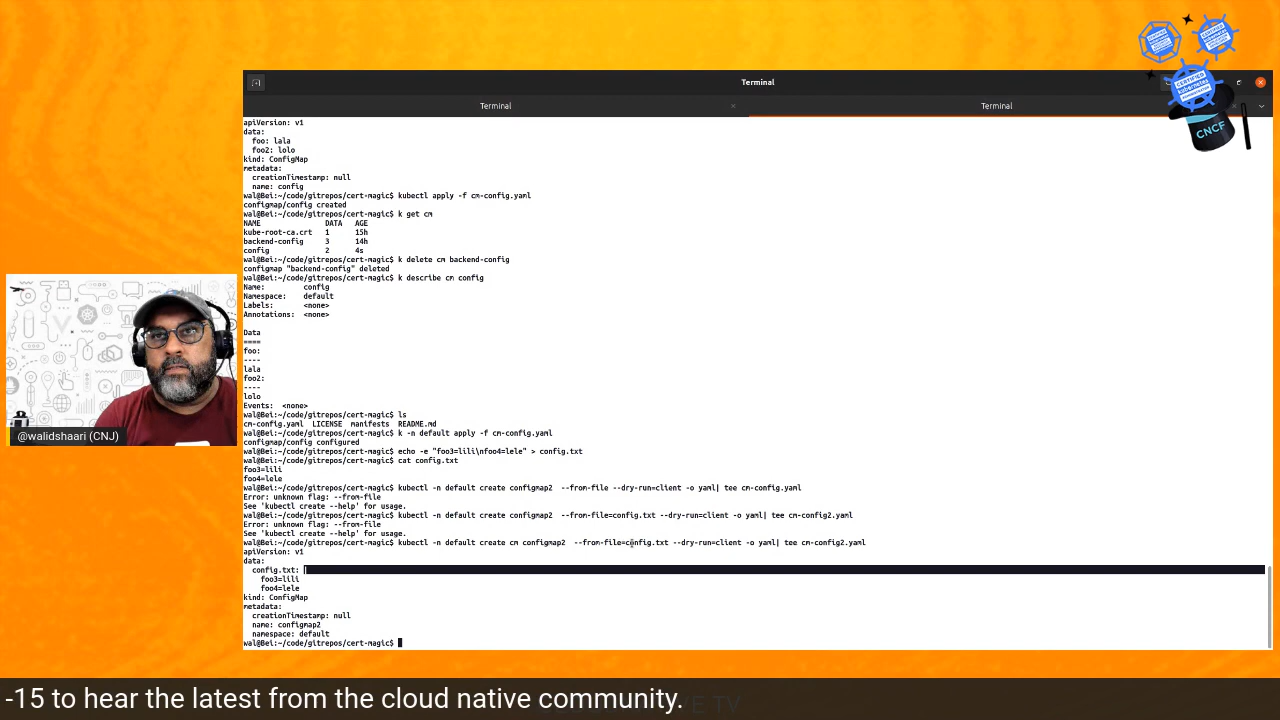 Terminal
Terminal
Terminal
CNCF
apiVersion: v1
data:
  foo: lala
  foo2: lolo
kind: ConfigMap
metadata:
  creationTimestamp: null
  name: config
wal@Bei:~/code/gitrepos/cert-magic$ kubectl apply -f cm-config.yaml
configmap/config created
wal@Bei:~/code/gitrepos/cert-magic$ k get cm
NAME               DATA   AGE
kube-root-ca.crt   1      15h
backend-config     3      14h
config             2      4s
wal@Bei:~/code/gitrepos/cert-magic$ k delete cm backend-config
configmap "backend-config" deleted
wal@Bei:~/code/gitrepos/cert-magic$ k describe cm config
Name:         config
Namespace:    default
Labels:       <none>
Annotations:  <none>
Data
====
foo:
----
lala
foo2:
----
lolo
Events:  <none>
wal@Bei:~/code/gitrepos/cert-magic$ ls
cm-config.yaml  LICENSE  manifests  README.md
wal@Bei:~/code/gitrepos/cert-magic$ k -n default apply -f cm-config.yaml
configmap/config configured
wal@Bei:~/code/gitrepos/cert-magic$ echo -e "foo3=lili\nfoo4=lele" > config.txt
wal@Bei:~/code/gitrepos/cert-magic$ cat config.txt
foo3=lili
foo4=lele
wal@Bei:~/code/gitrepos/cert-magic$ kubectl -n default create configmap2  --from-file --dry-run=client -o yaml| tee cm-config.yaml
Error: unknown flag: --from-file
See 'kubectl create --help' for usage.
wal@Bei:~/code/gitrepos/cert-magic$ kubectl -n default create configmap2  --from-file=config.txt --dry-run=client -o yaml| tee cm-config2.yaml
Error: unknown flag: --from-file
See 'kubectl create --help' for usage.
wal@Bei:~/code/gitrepos/cert-magic$ kubectl -n default create cm configmap2  --from-file=config.txt --dry-run=client -o yaml| tee cm-config2.yaml
apiVersion: v1
data:
  config.txt: |
    foo3=lili
    foo4=lele
kind: ConfigMap
metadata:
  creationTimestamp: null
  name: configmap2
  namespace: default
wal@Bei:~/code/gitrepos/cert-magic$
@walidshaari (CNJ)
-15 to hear the latest from the cloud native community.